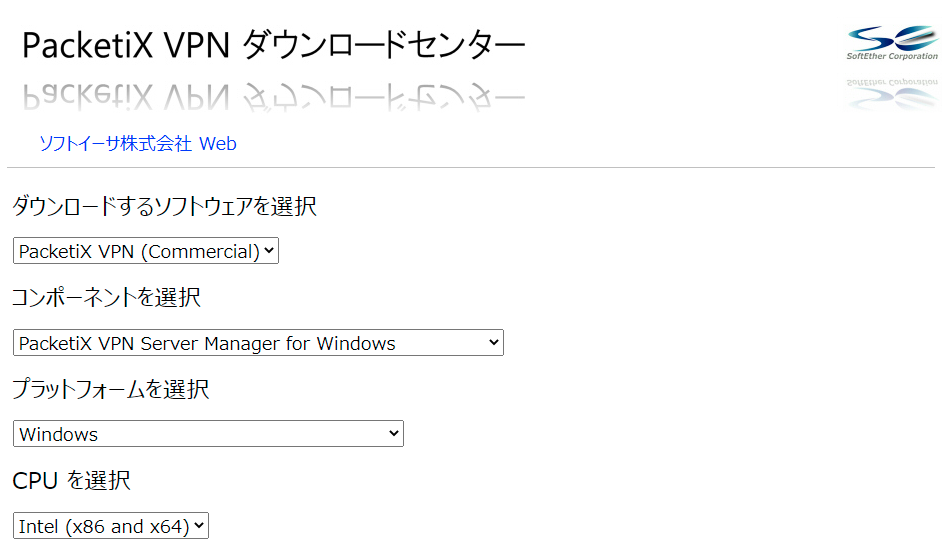 PacketiX VPN ダウンロードセンター
SoftEther Corporation
ソフトイーサ株式会社 Web
ダウンロードするソフトウェアを選択
PacketiX VPN (Commercial)
コンポーネントを選択
PacketiX VPN Server Manager for Windows
プラットフォームを選択
Windows
CPU を選択
Intel (x86 and x64)